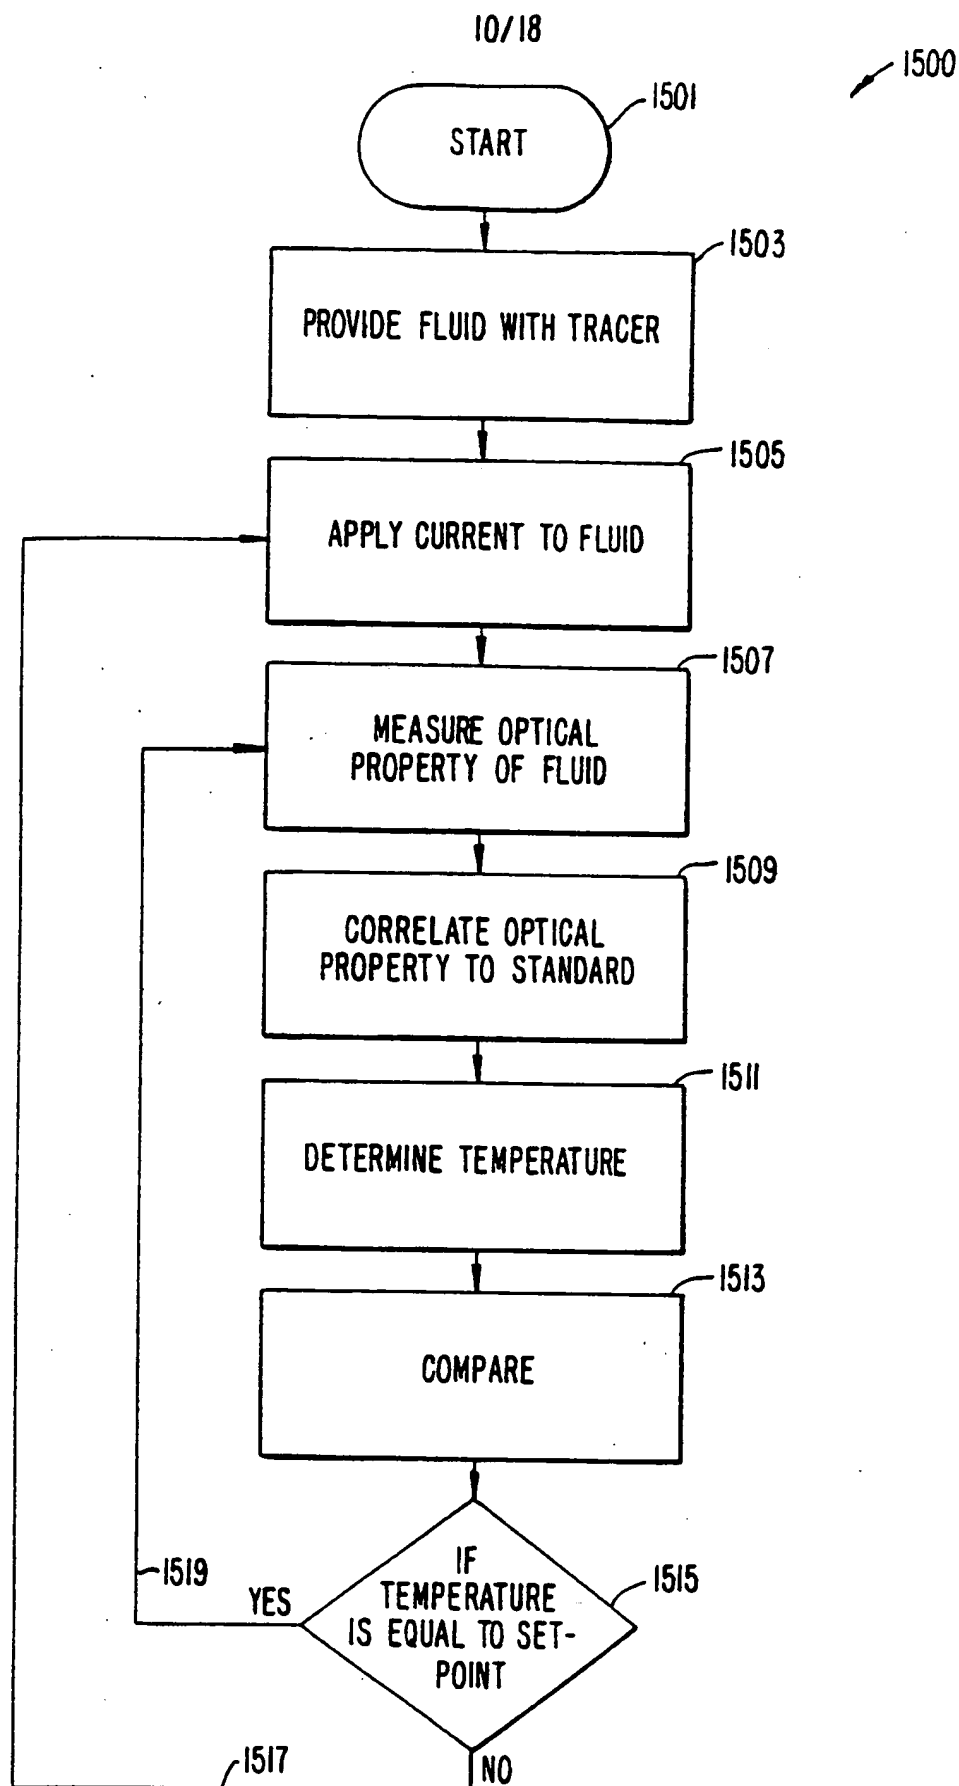 10/18
1500
1501
START
1503
PROVIDE FLUID WITH TRACER
1505
APPLY CURRENT TO FLUID
1507
MEASURE OPTICAL
PROPERTY OF FLUID
1509
CORRELATE OPTICAL
PROPERTY TO STANDARD
1511
DETERMINE TEMPERATURE
1513
COMPARE
1519
YES
IF
TEMPERATURE
IS EQUAL TO SET-
POINT
1515
1517
NO